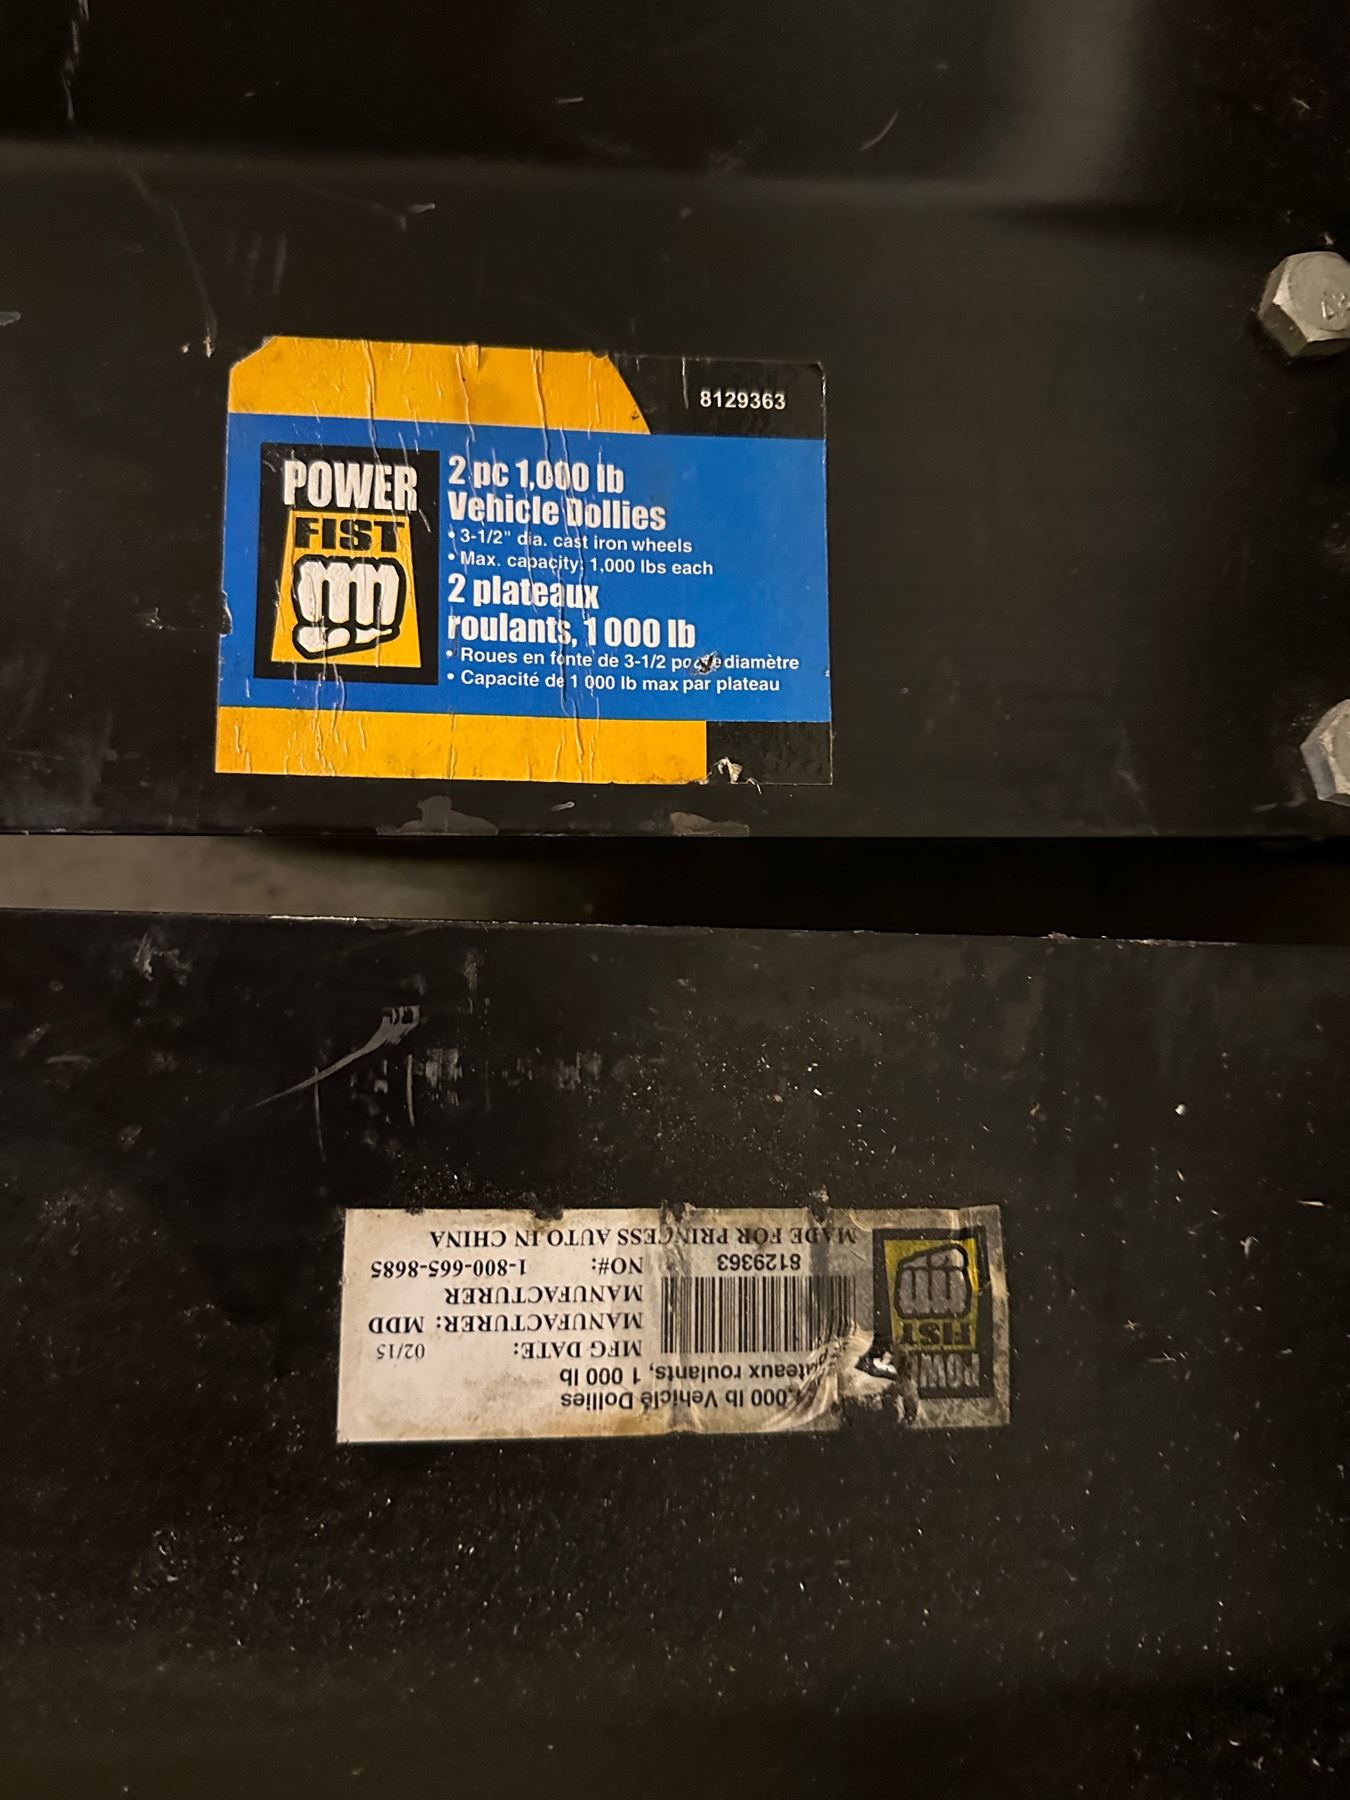 8129363
POWER
FIST
2 pc 1,000 lb
Vehicle Dollies
• 3-1/2" dia. cast iron wheels
• Max. capacity: 1,000 lbs each
2 plateaux
roulants, 1 000 lb
• Roues en fonte de 3-1/2 diamètre
• Capacité de 1 000 lb max par plateau
POWER
FIST
000 lb Vehicle Dollies
roulants, 1 000 lb
MFG DATE: 02/15
MANUFACTURER: MDD
MANUFACTURER
NO#: 1-800-665-8685
8129363
MADE FOR PRINCESS AUTO IN CHINA